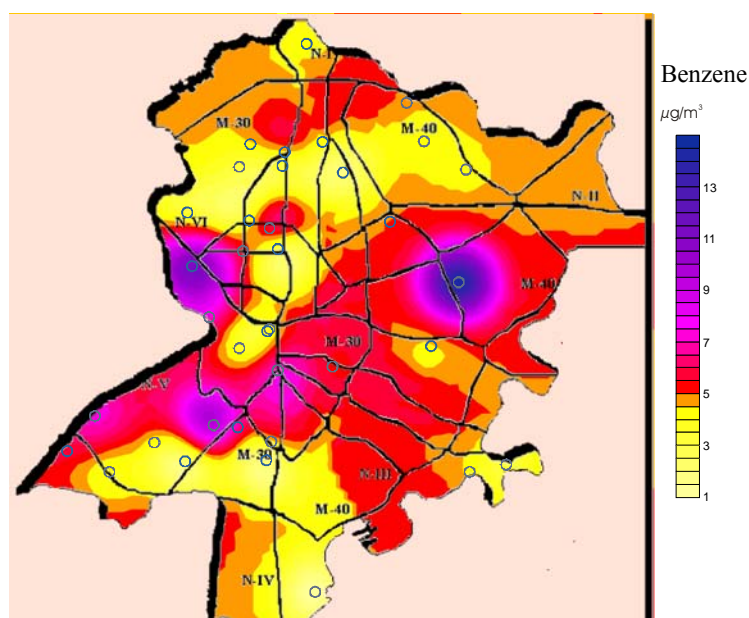 Benzene
µg/m³
13
11
9
7
5
3
1
N-I
M-30
M-40
N-II
N-VI
M-40
M-30
N-V
M-30
N-III
M-40
N-IV